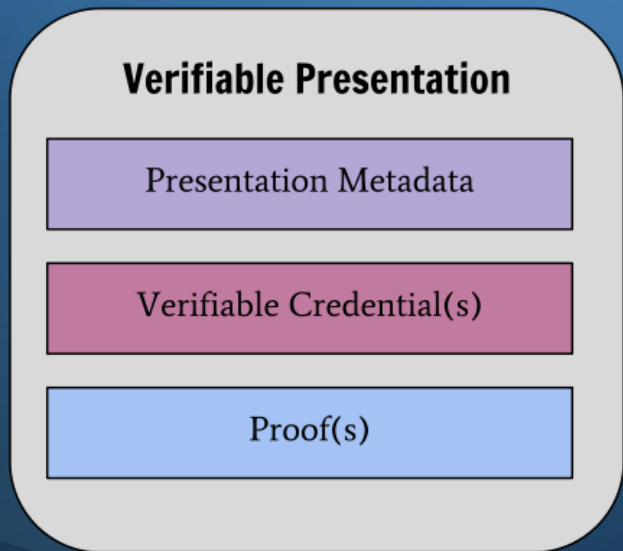 Verifiable Presentation
Presentation Metadata
Verifiable Credential(s)
Proof(s)